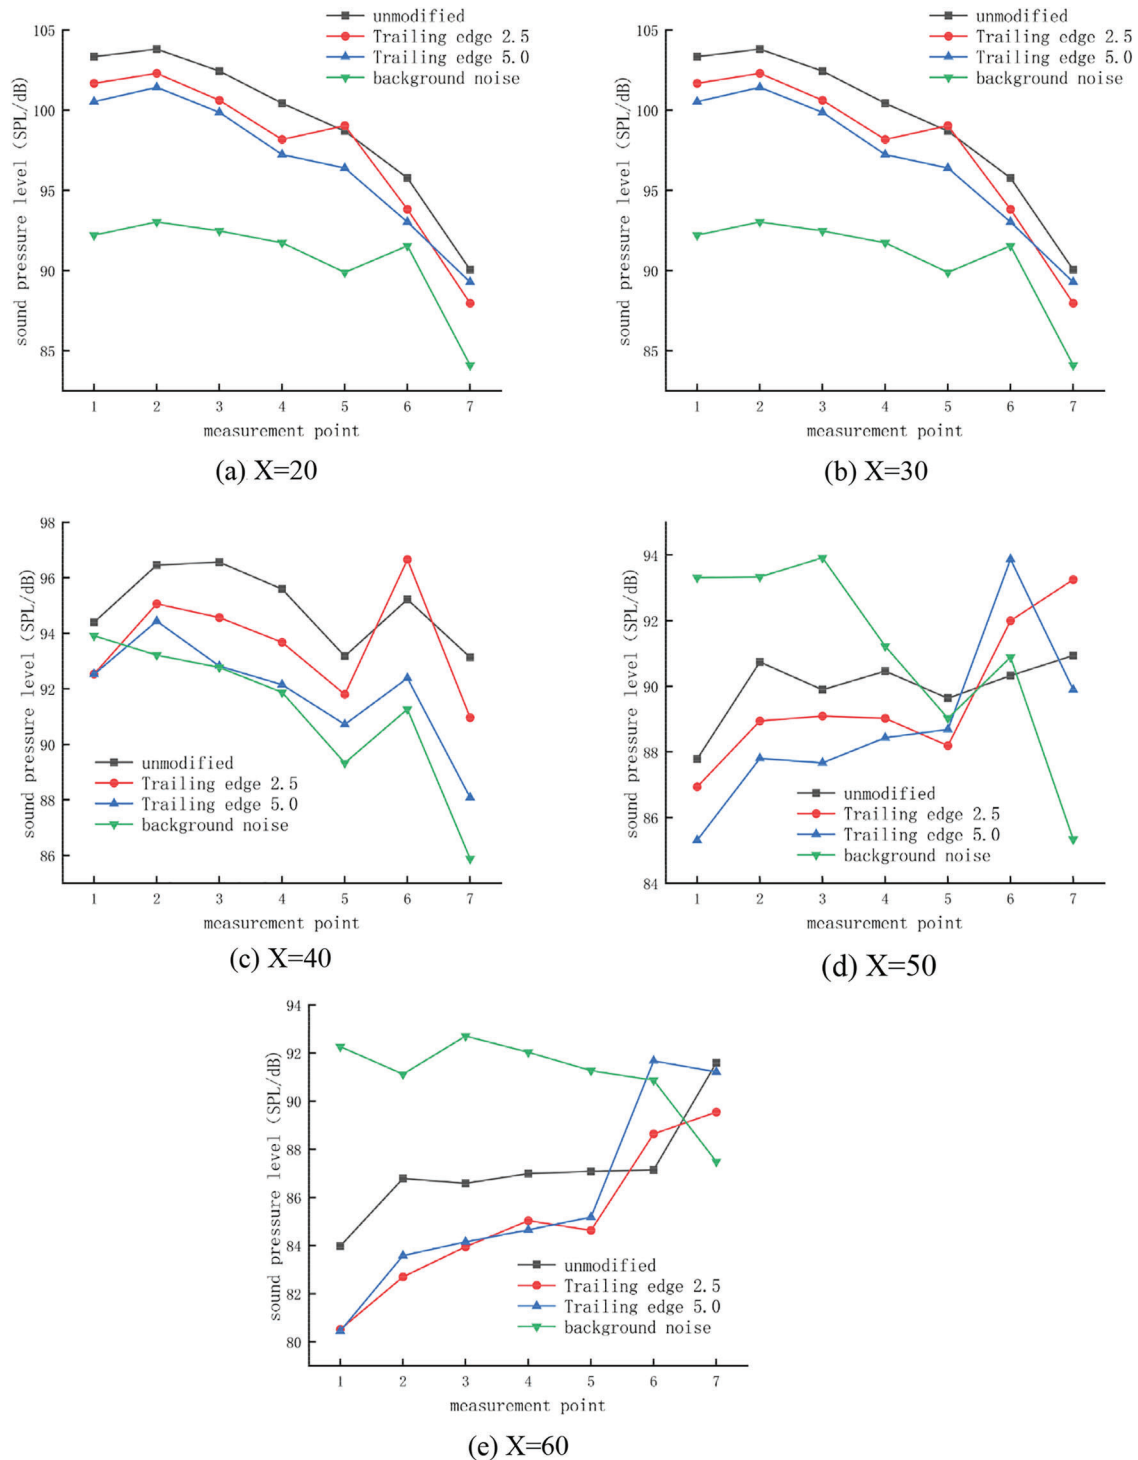 unmodified
Trailing edge 2.5
Trailing edge 5.0
background noise
105
100
95
90
85
sound pressure level (SPL/dB)
1 2 3 4 5 6 7
measurement point
(a) X=20
unmodified
Trailing edge 2.5
Trailing edge 5.0
background noise
105
100
95
90
85
sound pressure level (SPL/dB)
1 2 3 4 5 6 7
measurement point
(b) X=30
98
96
94
92
90
88
86
sound pressure level (SPL/dB)
unmodified
Trailing edge 2.5
Trailing edge 5.0
background noise
1 2 3 4 5 6 7
measurement point
(c) X=40
94
92
90
88
86
84
sound pressure level (SPL/dB)
unmodified
Trailing edge 2.5
Trailing edge 5.0
background noise
1 2 3 4 5 6 7
measurement point
(d) X=50
94
92
90
88
86
84
82
80
sound pressure level (SPL/dB)
unmodified
Trailing edge 2.5
Trailing edge 5.0
background noise
1 2 3 4 5 6 7
measurement point
(e) X=60